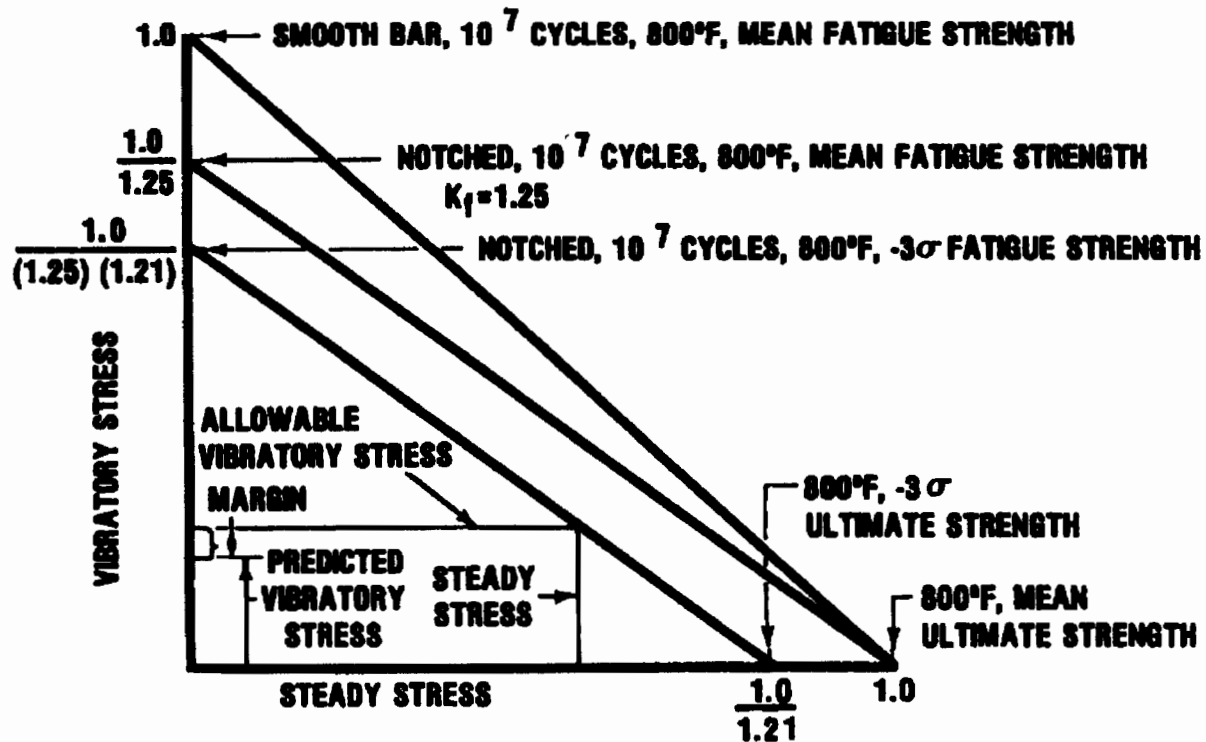 1.0
SMOOTH BAR, 10 7 CYCLES, 800°F, MEAN FATIGUE STRENGTH
1.0
1.25
NOTCHED, 10 7 CYCLES, 800°F, MEAN FATIGUE STRENGTH
Kf=1.25
1.0
(1.25) (1.21)
NOTCHED, 10 7 CYCLES, 800°F, -3σ FATIGUE STRENGTH
VIBRATORY STRESS
ALLOWABLE
VIBRATORY STRESS
MARGIN
PREDICTED
VIBRATORY
STRESS
STEADY
STRESS
800°F, -3σ
ULTIMATE STRENGTH
800°F, MEAN
ULTIMATE STRENGTH
STEADY STRESS
1.0
1.21
1.0